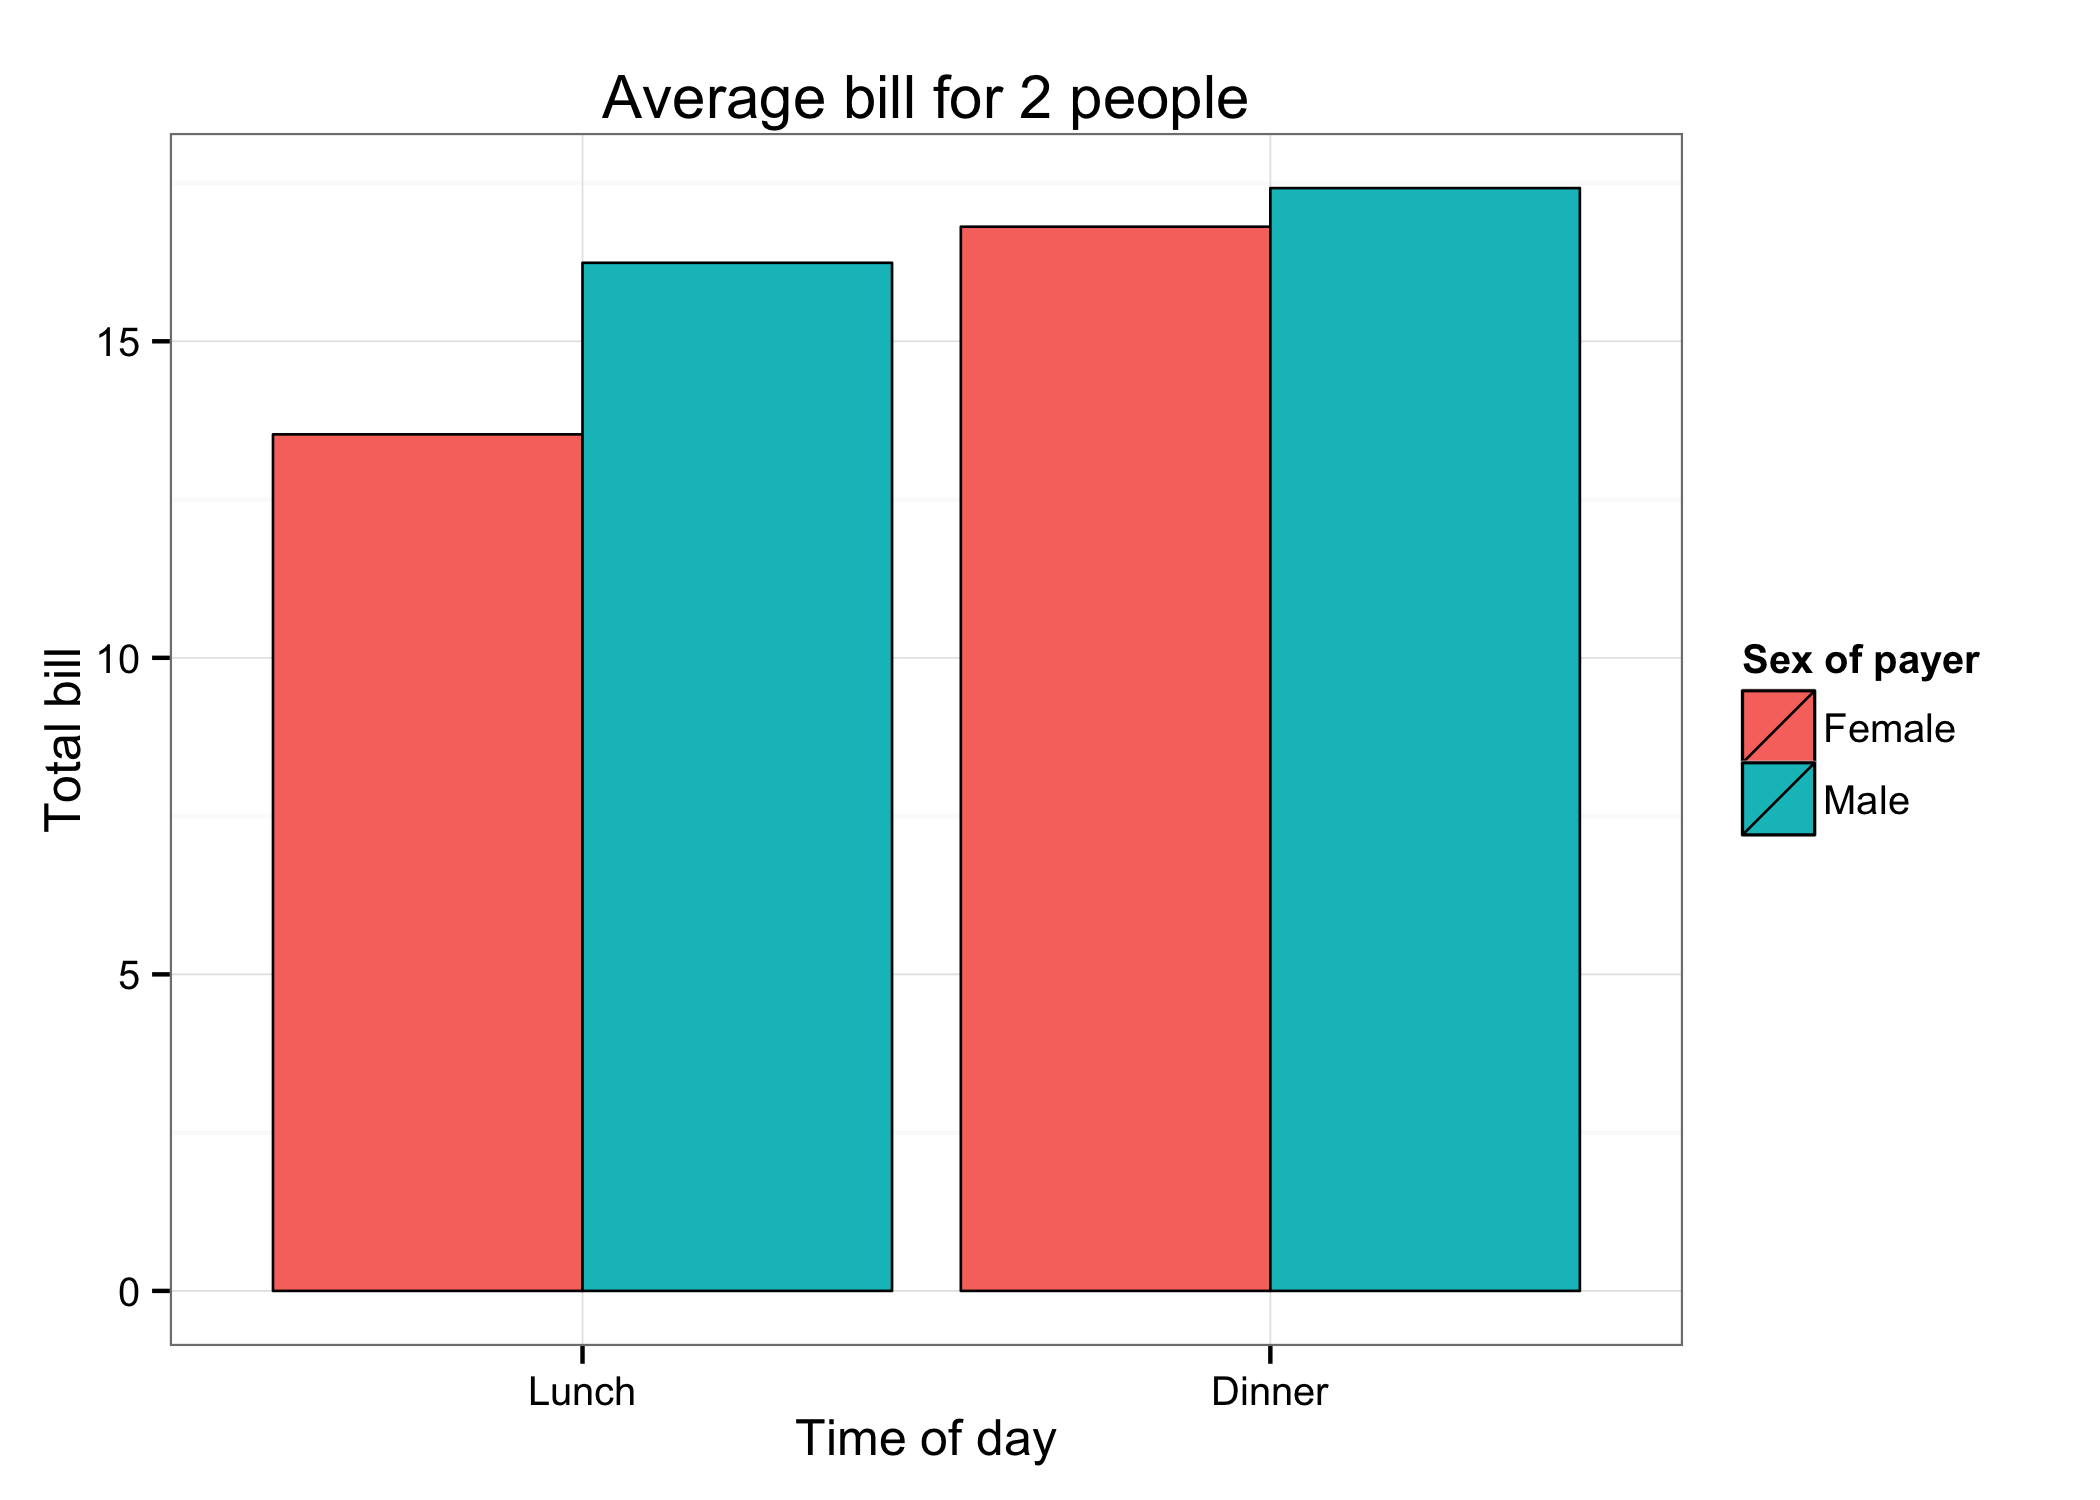 Average bill for 2 people
Total bill
15
10
5
0
Lunch
Dinner
Time of day
Sex of payer
Female
Male